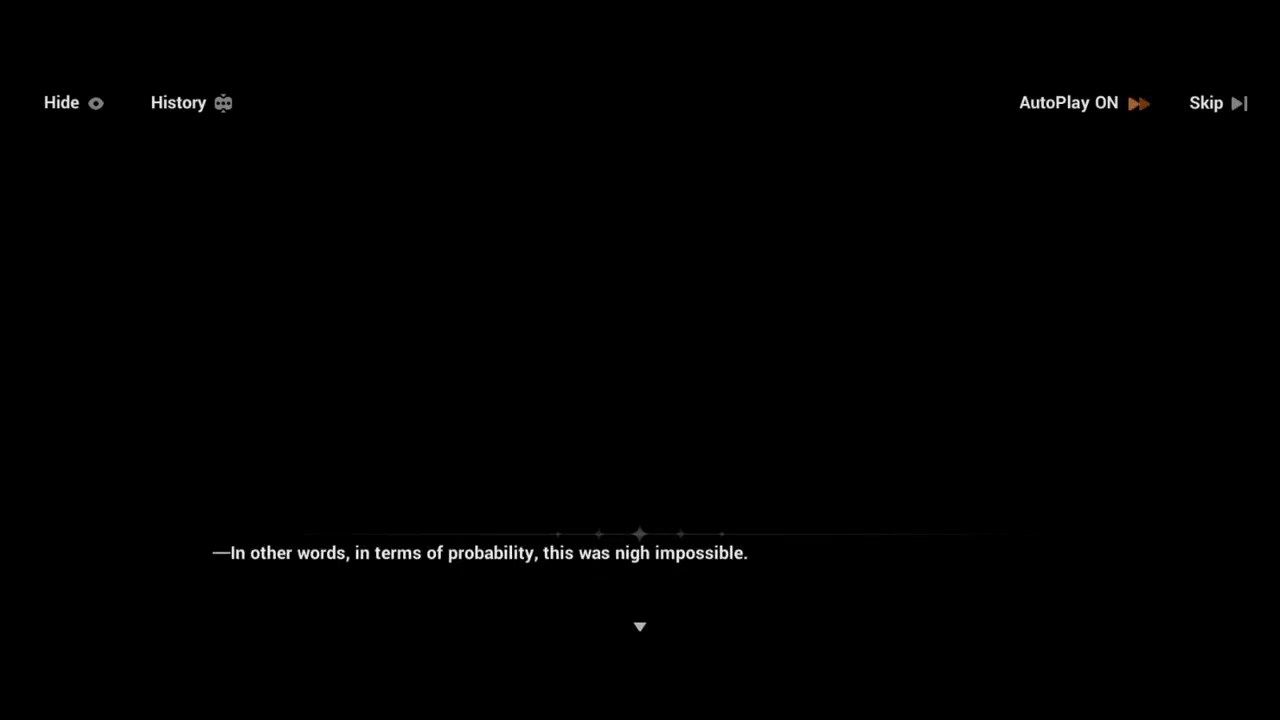 Hide
History
AutoPlay ON
Skip
—In other words, in terms of probability, this was nigh impossible.